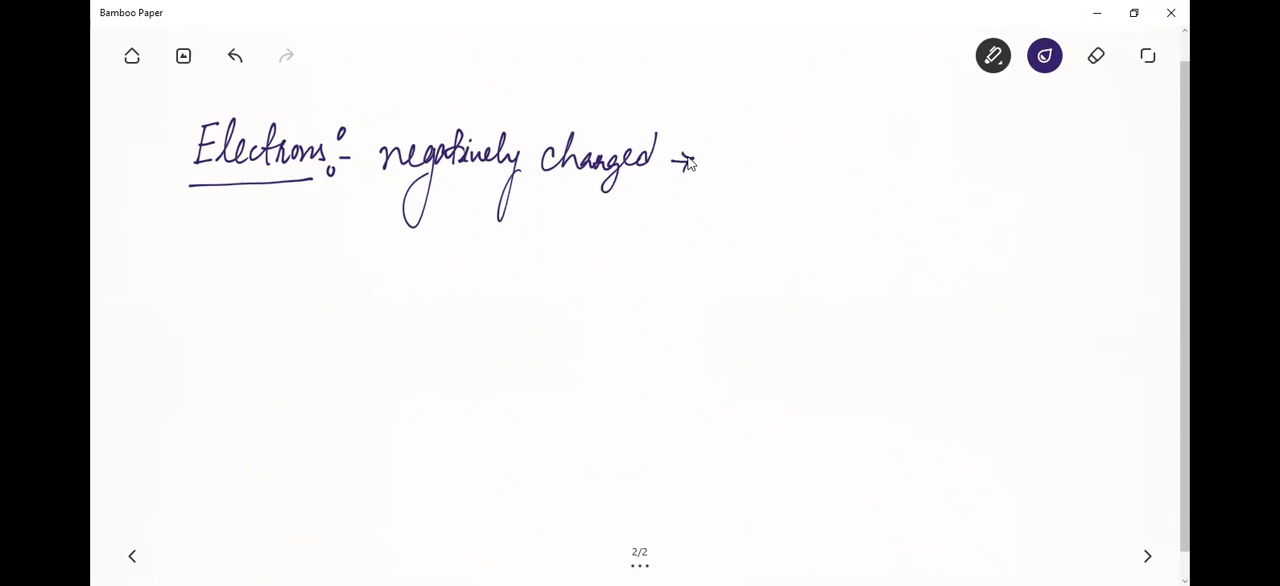 Bamboo Paper
Electrons:- negatively charged →
2/2